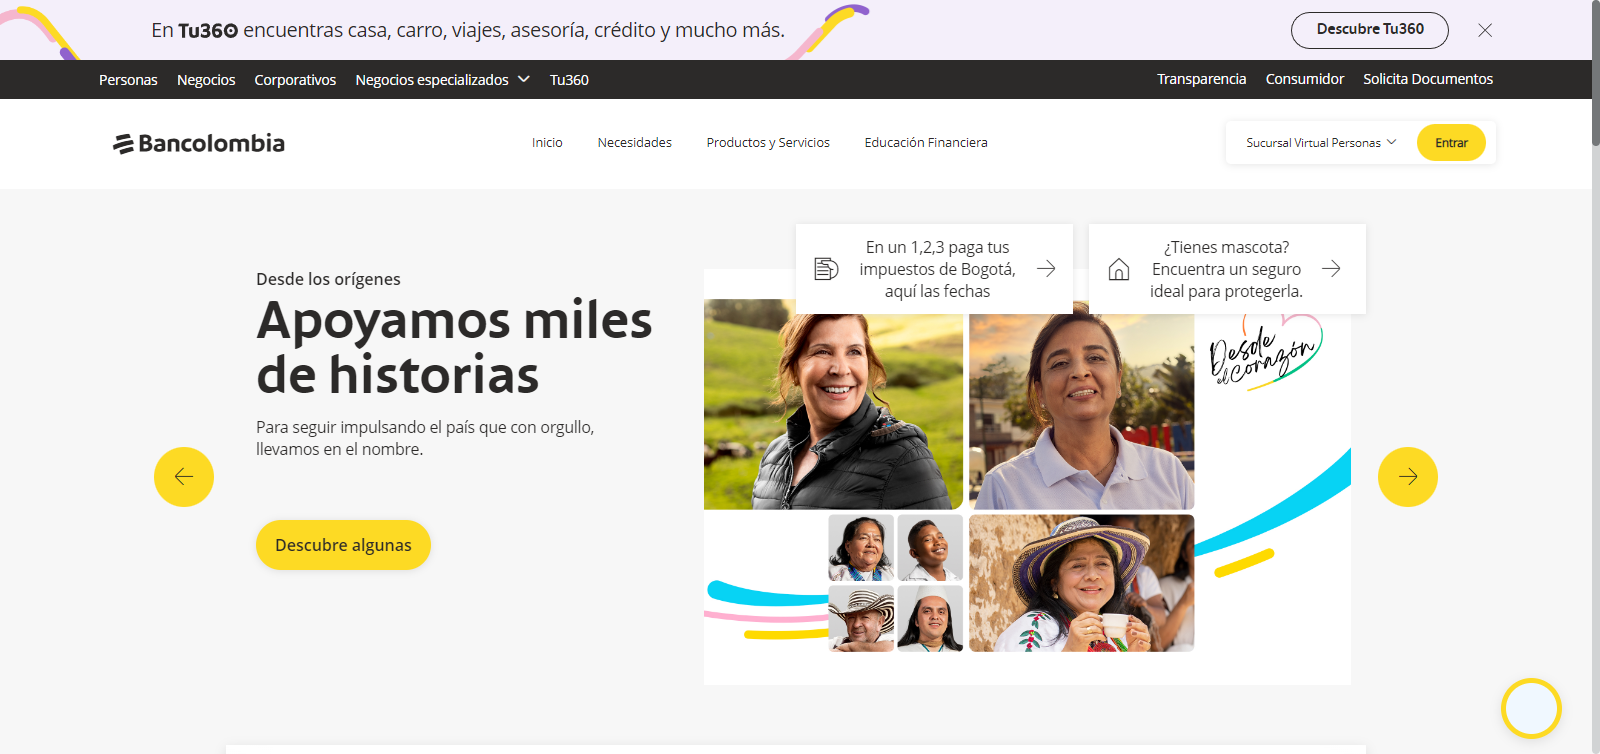 En Tu360 encuentras casa, carro, viajes, asesoría, crédito y mucho más.
Descubre Tu360
Personas Negocios Corporativos Negocios especializados Tu360
Transparencia Consumidor Solicita Documentos
Bancolombia
Inicio Necesidades Productos y Servicios Educación Financiera
Sucursal Virtual Personas
Entrar
En un 1,2,3 paga tus
impuestos de Bogotá,
aquí las fechas
¿Tienes mascota?
Encuentra un seguro
ideal para protegerla.
Desde los orígenes
Apoyamos miles
de historias
Para seguir impulsando el país que con orgullo,
llevamos en el nombre.
Descubre algunas
Desde
el corazón